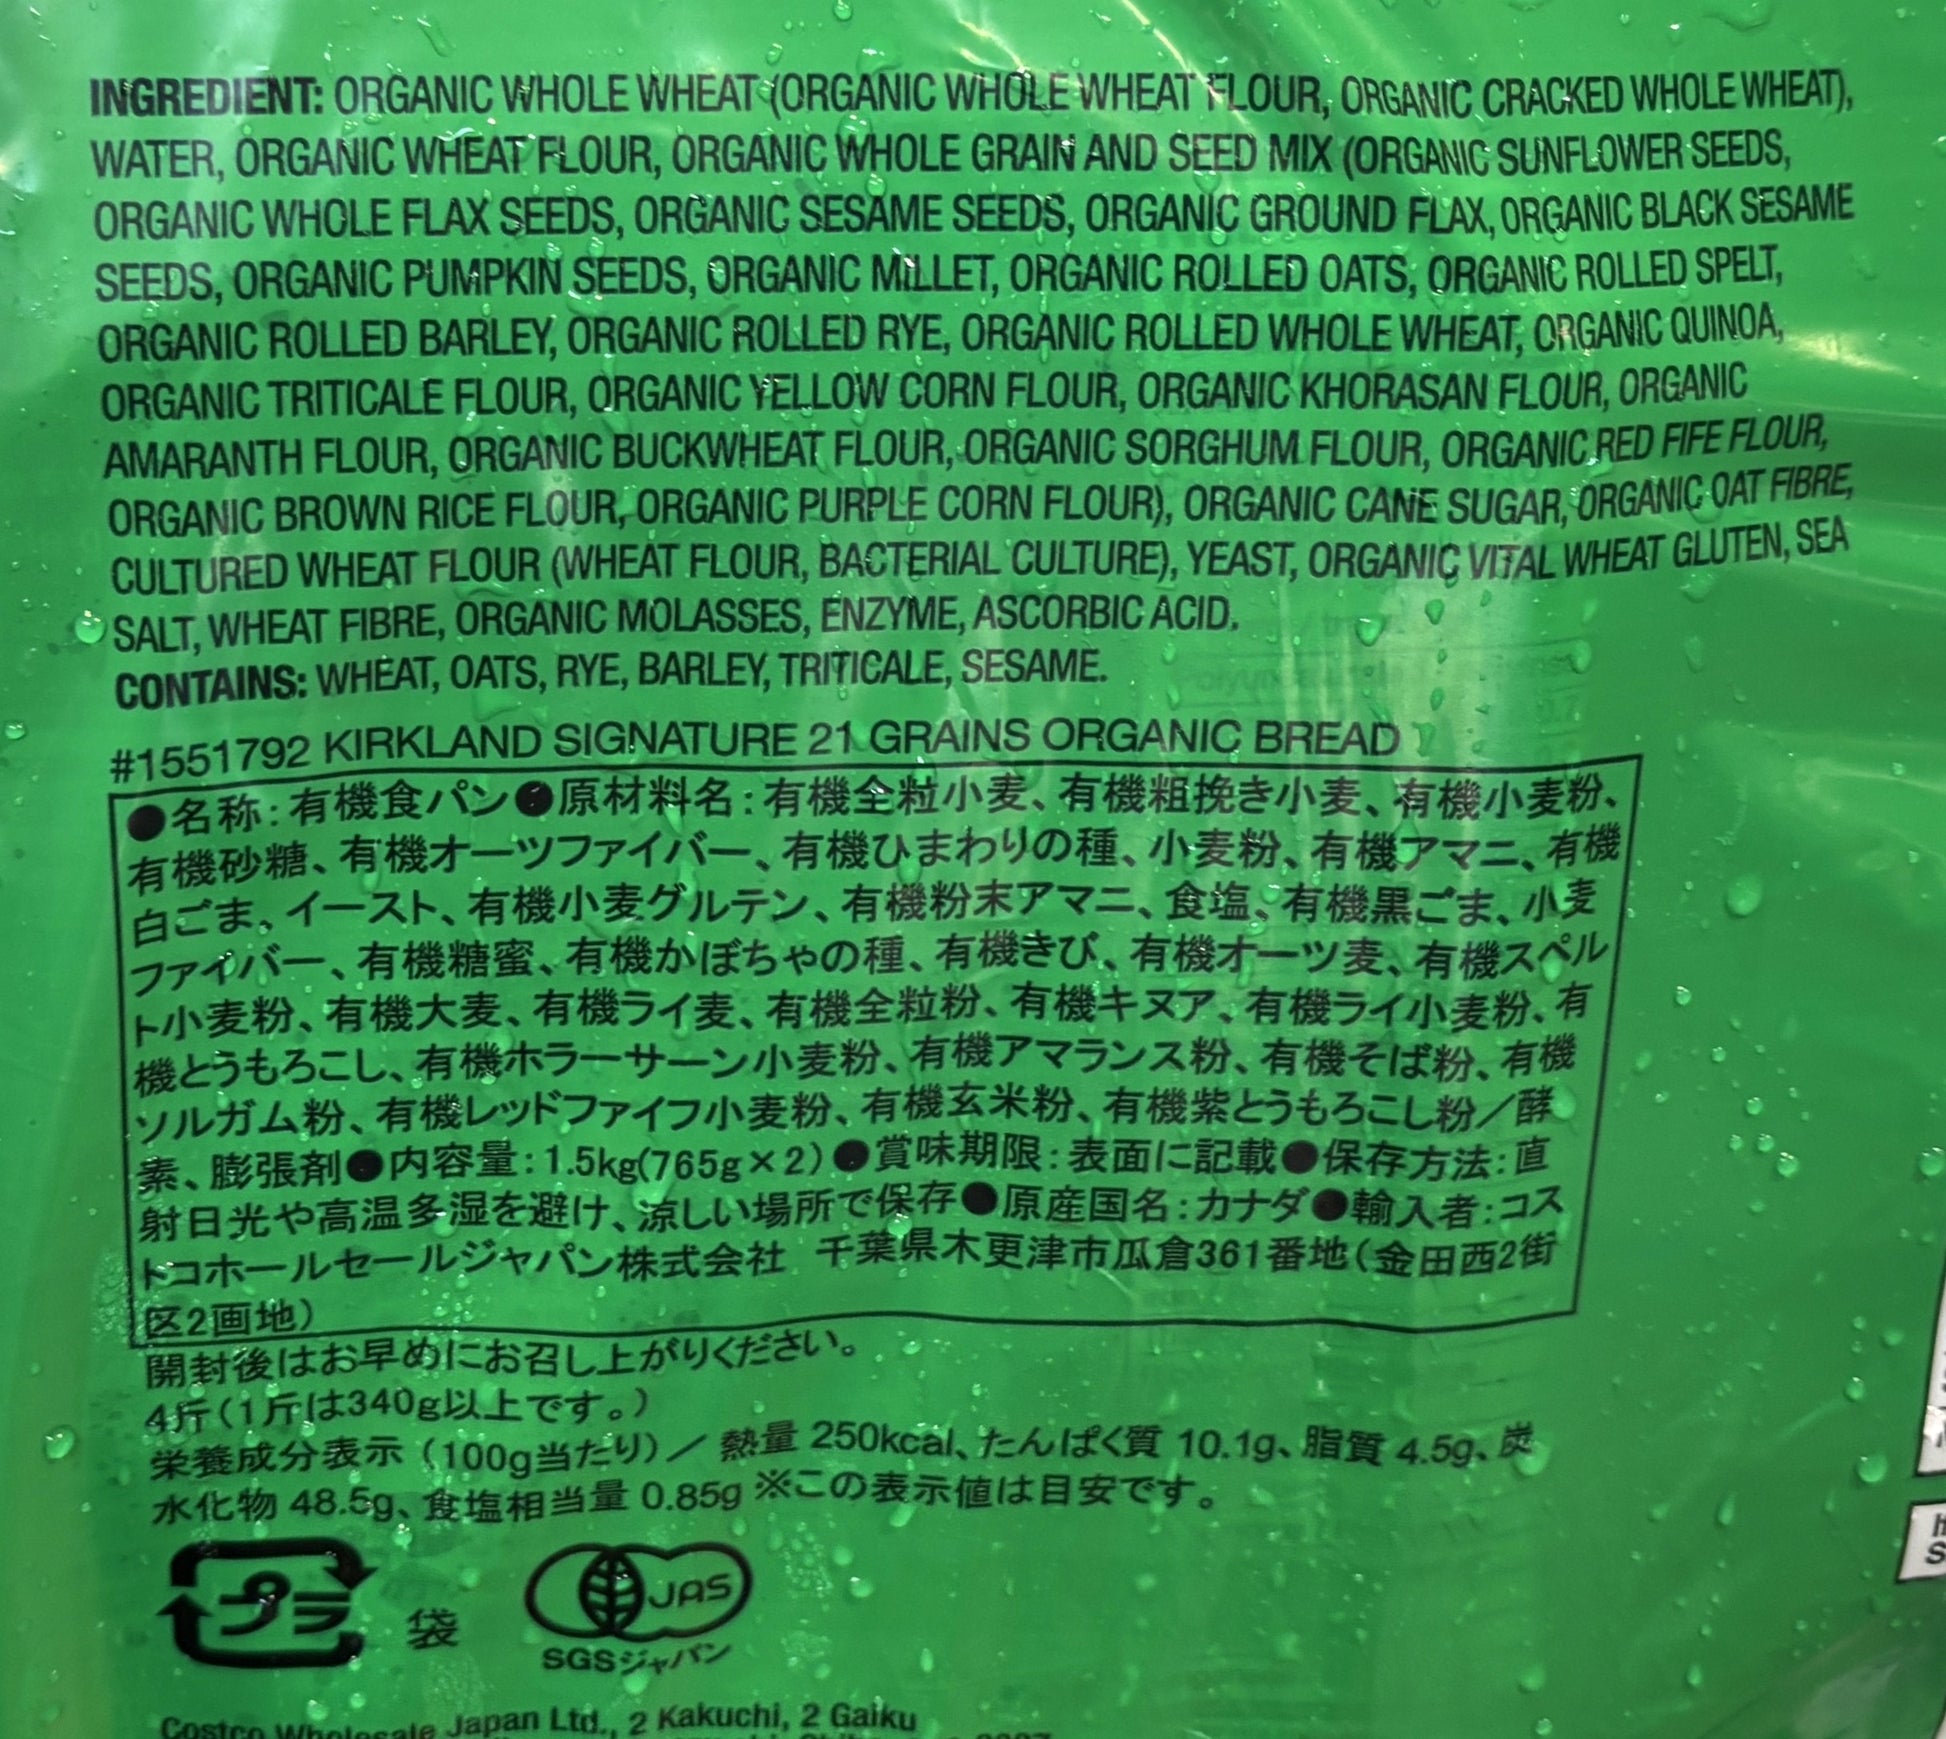 INGREDIENT: ORGANIC WHOLE WHEAT (ORGANIC WHOLE WHEAT FLOUR, ORGANIC CRACKED WHOLE WHEAT),
WATER, ORGANIC WHEAT FLOUR, ORGANIC WHOLE GRAIN AND SEED MIX (ORGANIC SUNFLOWER SEEDS,
ORGANIC WHOLE FLAX SEEDS, ORGANIC SESAME SEEDS, ORGANIC GROUND FLAX, ORGANIC BLACK SESAME
SEEDS, ORGANIC PUMPKIN SEEDS, ORGANIC MILLET, ORGANIC ROLLED OATS, ORGANIC ROLLED SPELT,
ORGANIC ROLLED BARLEY, ORGANIC ROLLED RYE, ORGANIC ROLLED WHOLE WHEAT, ORGANIC QUINOA,
ORGANIC TRITICALE FLOUR, ORGANIC YELLOW CORN FLOUR, ORGANIC KHORASAN FLOUR, ORGANIC
AMARANTH FLOUR, ORGANIC BUCKWHEAT FLOUR, ORGANIC SORGHUM FLOUR, ORGANIC RED FIFE FLOUR,
ORGANIC BROWN RICE FLOUR, ORGANIC PURPLE CORN FLOUR), ORGANIC CANE SUGAR, ORGANIC OAT FIBRE,
CULTURED WHEAT FLOUR (WHEAT FLOUR, BACTERIAL CULTURE), YEAST, ORGANIC VITAL WHEAT GLUTEN, SEA
SALT, WHEAT FIBRE, ORGANIC MOLASSES, ENZYME, ASCORBIC ACID.
CONTAINS: WHEAT, OATS, RYE, BARLEY, TRITICALE, SESAME.
#1551792 KIRKLAND SIGNATURE 21 GRAINS ORGANIC BREAD
●名称:有機食パン●原材料名:有機全粒小麦、有機粗挽き小麦、有機小麦粉、
有機砂糖、有機オーツファイバー、有機ひまわりの種、小麦粉、有機アマニ、有機
白ごま、イースト、有機小麦グルテン、有機粉末アマニ、食塩、有機黒ごま、小麦
ファイバー、有機糖蜜、有機かぼちゃの種、有機きび、有機オーツ麦、有機スペル
ト小麦粉、有機大麦、有機ライ麦、有機全粒粉、有機キヌア、有機ライ小麦粉、有
機とうもろこし、有機ホラーサーン小麦粉、有機アマランス粉、有機そば粉、有機
ソルガム粉、有機レッドファイフ小麦粉、有機玄米粉、有機紫とうもろこし粉／酵
素、膨張剤●内容量:1.5kg(765g×2)●賞味期限:表面に記載●保存方法:直
射日光や高温多湿を避け、涼しい場所で保存●原産国名:カナダ●輸入者:コス
トコホールセールジャパン株式会社 千葉県木更津市瓜倉361番地(金田西2街
区2画地)
開封後はお早めにお召し上がりください。
4斤(1斤は340g以上です。)
栄養成分表示(100g当たり)／熱量 250kcal、たんぱく質 10.1g、脂質 4.5g、炭
水化物 48.5g、食塩相当量 0.85g ※この表示値は目安です。
プラ 袋
JAS
SGSジャパン
Costco Wholesale Japan Ltd., 2 Kakuchi, 2 Gaiku